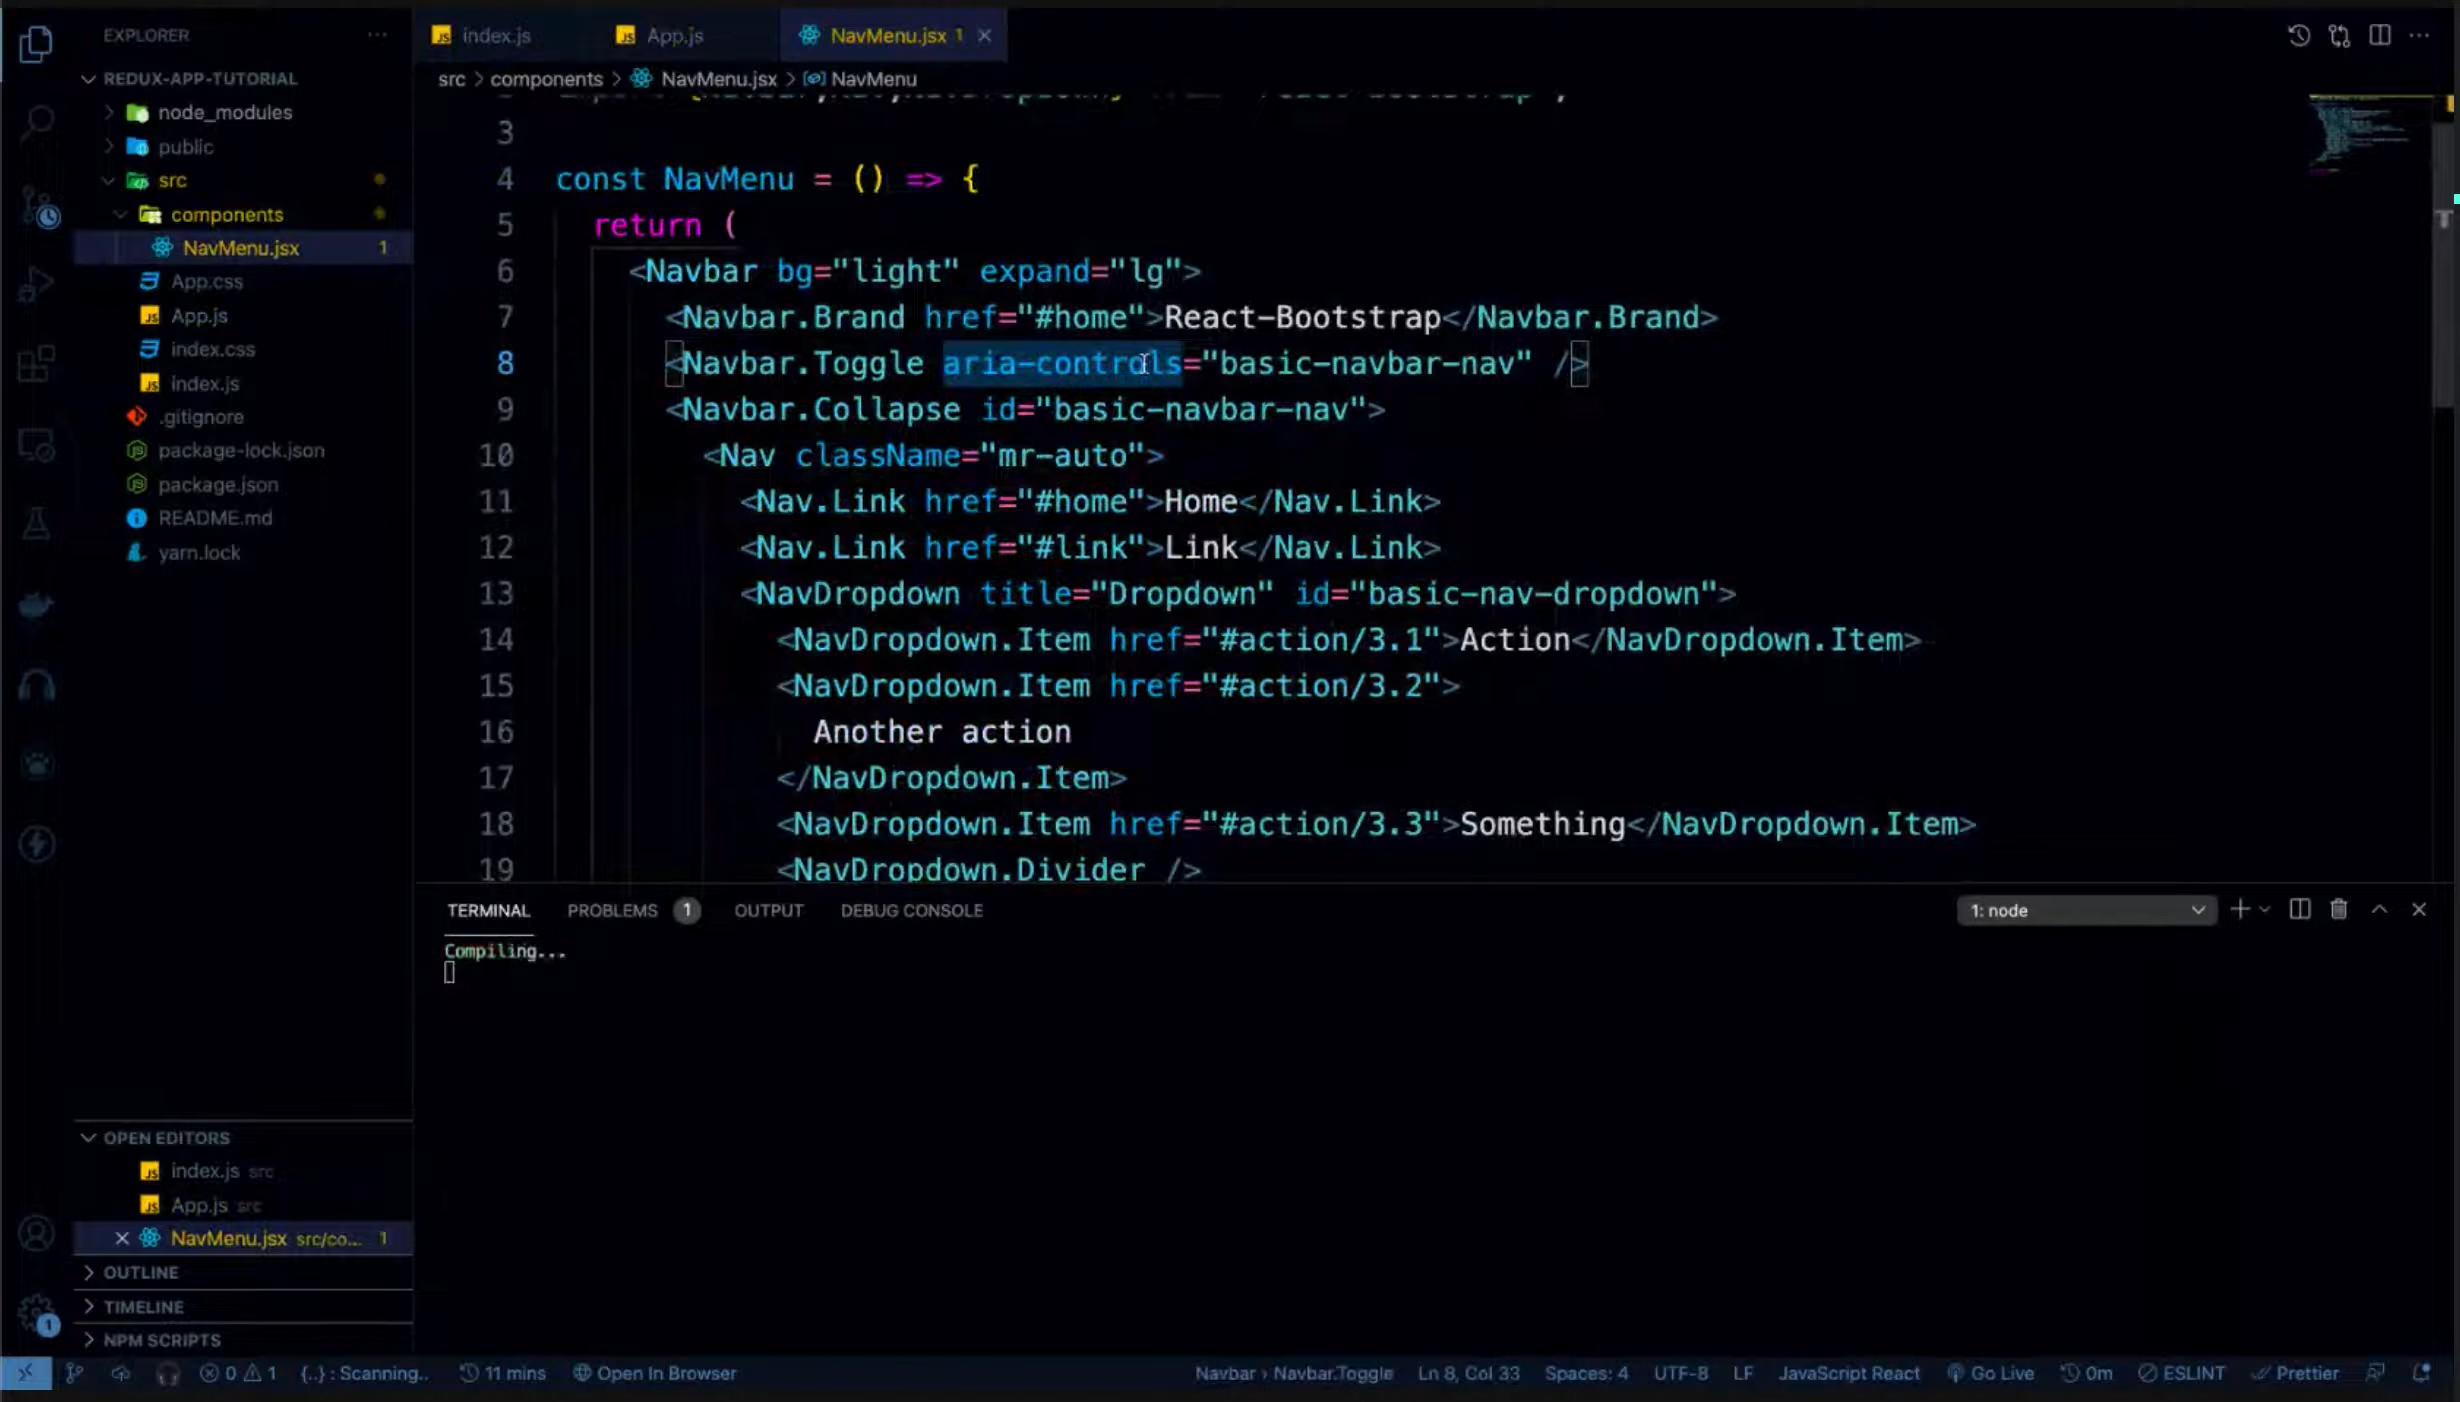 EXPLORER
REDUX-APP-TUTORIAL
node_modules
public
src
components
NavMenu.jsx 1
App.css
App.js
index.css
index.js
.gitignore
package-lock.json
package.json
README.md
yarn.lock
OPEN EDITORS
index.js src
App.js src
NavMenu.jsx src/co... 1
OUTLINE
TIMELINE
NPM SCRIPTS
index.js
App.js
NavMenu.jsx 1
src > components > NavMenu.jsx > NavMenu
3
4 const NavMenu = () => {
5 return (
6 <Navbar bg="light" expand="lg">
7 <Navbar.Brand href="#home">React-Bootstrap</Navbar.Brand>
8 <Navbar.Toggle aria-controls="basic-navbar-nav" />
9 <Navbar.Collapse id="basic-navbar-nav">
10 <Nav className="mr-auto">
11 <Nav.Link href="#home">Home</Nav.Link>
12 <Nav.Link href="#link">Link</Nav.Link>
13 <NavDropdown title="Dropdown" id="basic-nav-dropdown">
14 <NavDropdown.Item href="#action/3.1">Action</NavDropdown.Item>
15 <NavDropdown.Item href="#action/3.2">
16 Another action
17 </NavDropdown.Item>
18 <NavDropdown.Item href="#action/3.3">Something</NavDropdown.Item>
19 <NavDropdown.Divider />
TERMINAL PROBLEMS 1 OUTPUT DEBUG CONSOLE 1: node
Compiling...
1
0 1 {..} : Scanning.. 11 mins Open In Browser Navbar › Navbar.Toggle Ln 8, Col 33 Spaces: 4 UTF-8 LF JavaScript React Go Live 0m ESLINT Prettier